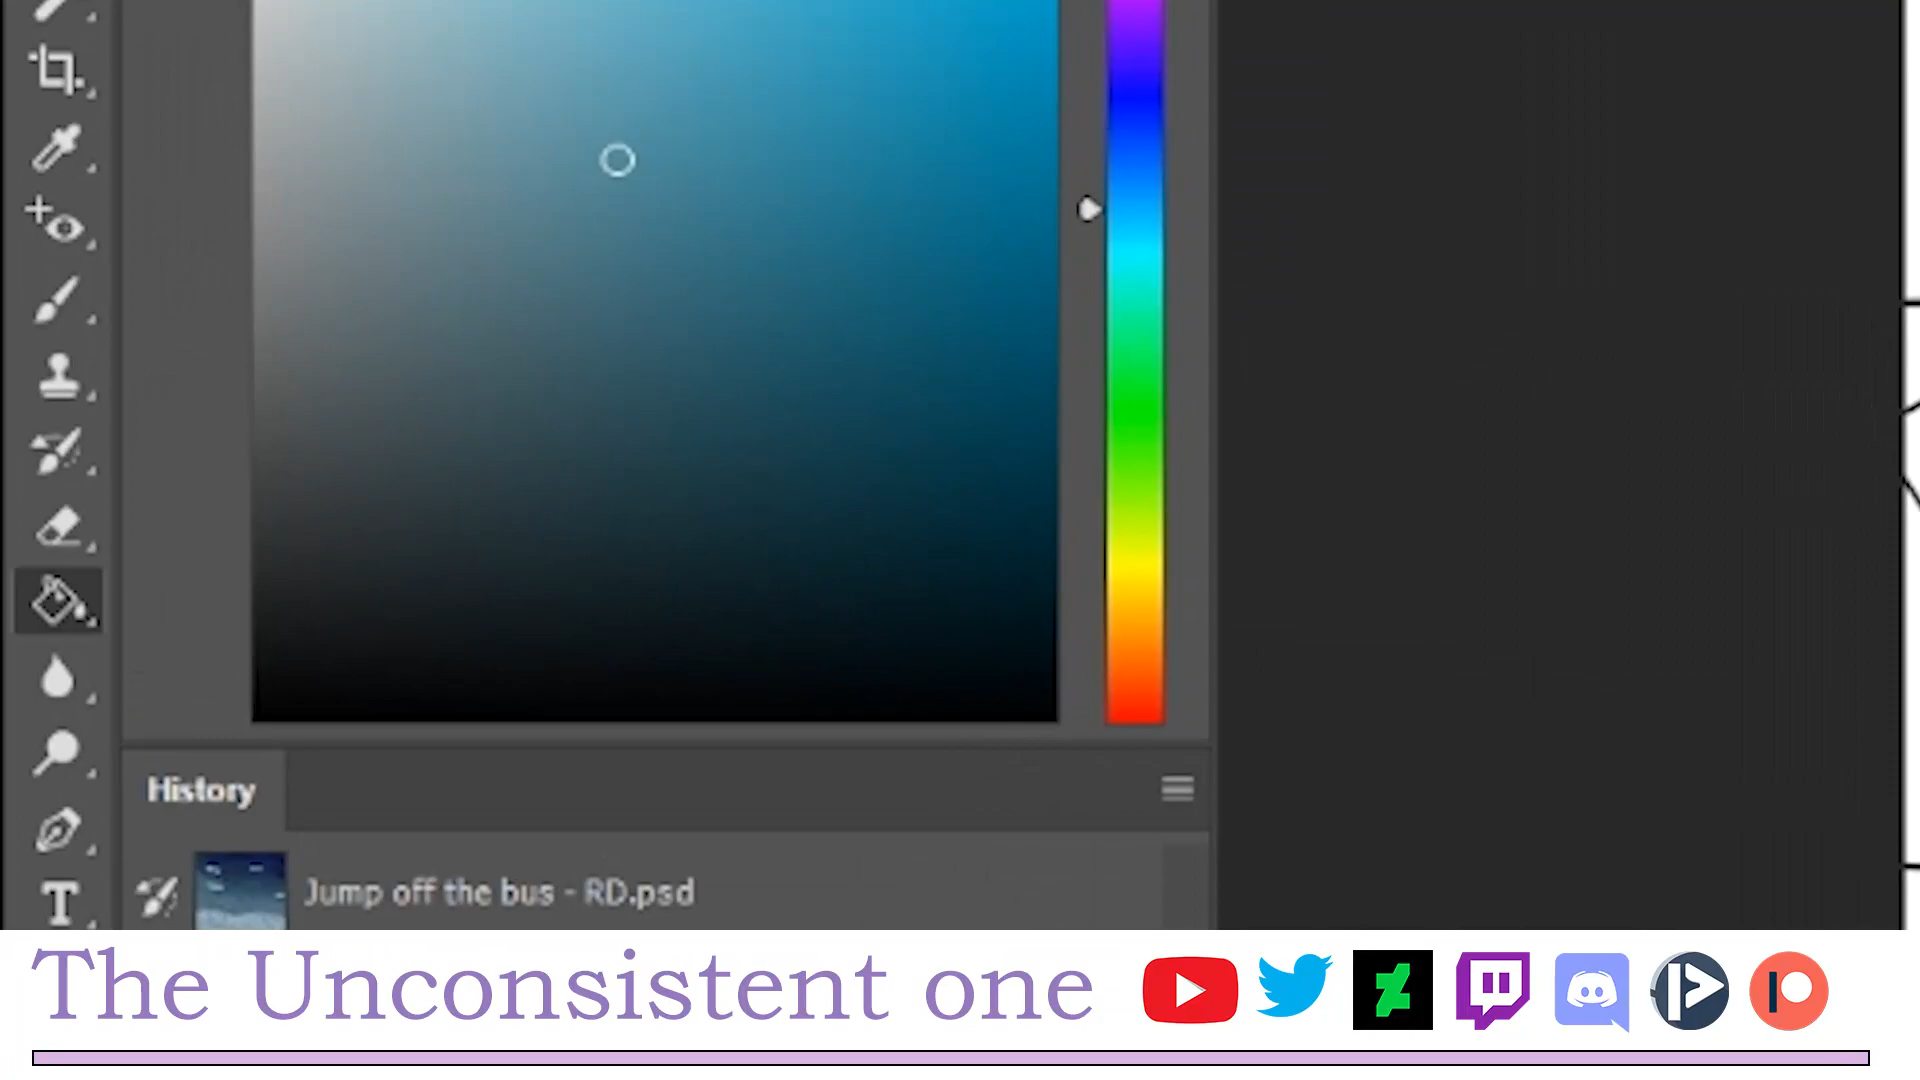 History
Jump off the bus - RD.psd
The Unconsistent one